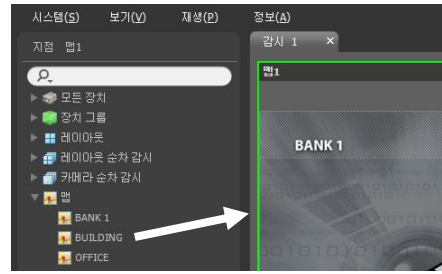 시스템(S) 보기(V) 재생(P) 정보(A)
지점 맵1
감시 1 ×
맵1
모든 장치
장치 그룹
레이아웃
레이아웃 순차 감시
카메라 순차 감시
맵
BANK 1
BUILDING
OFFICE
BANK 1